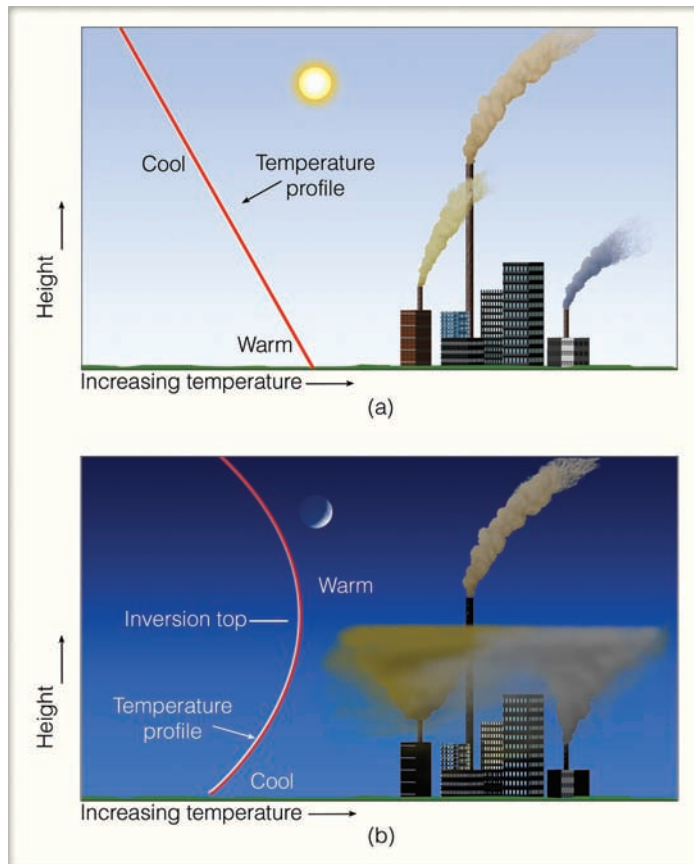 Cool
Temperature
profile
Height
Warm
Increasing temperature
(a)
Warm
Inversion top
Height
Temperature
profile
Cool
Increasing temperature
(b)